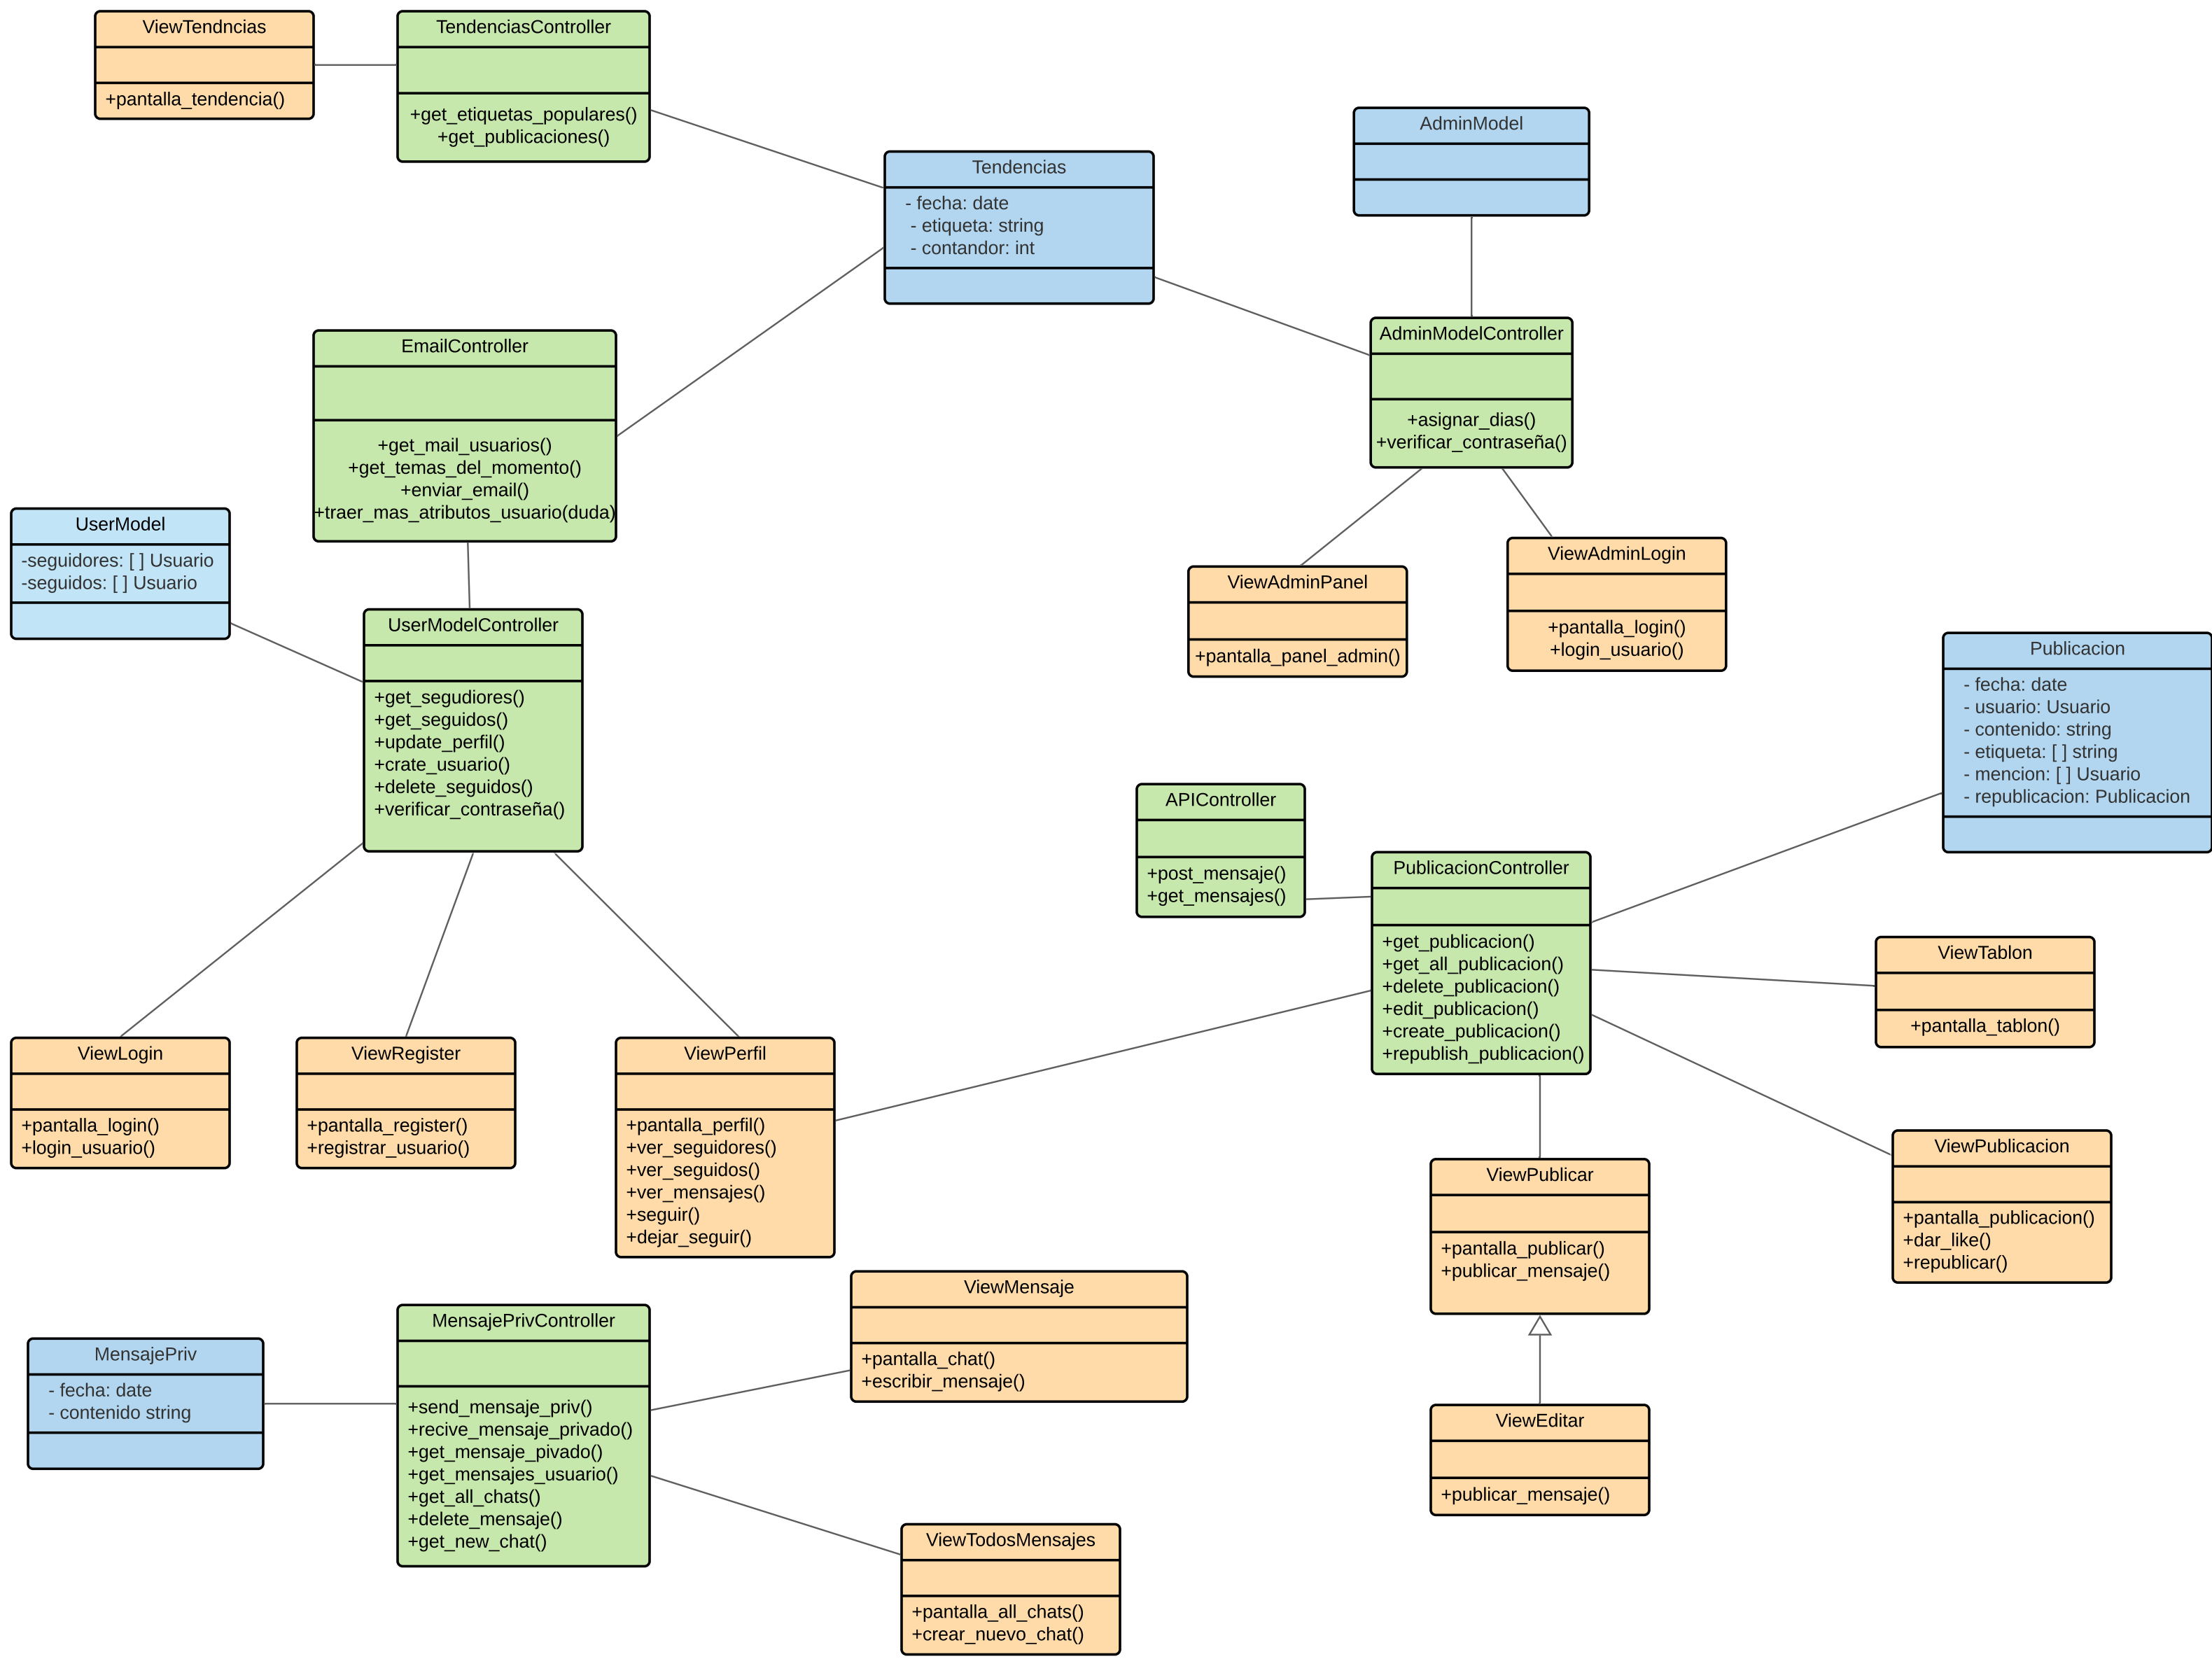 ViewTendncias
+pantalla_tendencia()
TendenciasController
+get_etiquetas_populares()
+get_publicaciones()
Tendencias
- fecha: date
- etiqueta: string
- contandor: int
AdminModel
AdminModelController
+asignar_dias()
+verificar_contraseña()
EmailController
+get_mail_usuarios()
+get_temas_del_momento()
+enviar_email()
+traer_mas_atributos_usuario(duda)
UserModel
-seguidores: [ ] Usuario
-seguidos: [ ] Usuario
UserModelController
+get_segudiores()
+get_seguidos()
+update_perfil()
+crate_usuario()
+delete_seguidos()
+verificar_contraseña()
ViewAdminPanel
+pantalla_panel_admin()
ViewAdminLogin
+pantalla_login()
+login_usuario()
Publicacion
- fecha: date
- usuario: Usuario
- contenido: string
- etiqueta: [ ] string
- mencion: [ ] Usuario
- republicacion: Publicacion
APIController
+post_mensaje()
+get_mensajes()
PublicacionController
+get_publicacion()
+get_all_publicacion()
+delete_publicacion()
+edit_publicacion()
+create_publicacion()
+republish_publicacion()
ViewTablon
+pantalla_tablon()
ViewLogin
+pantalla_login()
+login_usuario()
ViewRegister
+pantalla_register()
+registrar_usuario()
ViewPerfil
+pantalla_perfil()
+ver_seguidores()
+ver_seguidos()
+ver_mensajes()
+seguir()
+dejar_seguir()
ViewPublicar
+pantalla_publicar()
+publicar_mensaje()
ViewPublicacion
+pantalla_publicacion()
+dar_like()
+republicar()
MensajePriv
- fecha: date
- contenido string
MensajePrivController
+send_mensaje_priv()
+recive_mensaje_privado()
+get_mensaje_pivado()
+get_mensajes_usuario()
+get_all_chats()
+delete_mensaje()
+get_new_chat()
ViewMensaje
+pantalla_chat()
+escribir_mensaje()
ViewEditar
+publicar_mensaje()
ViewTodosMensajes
+pantalla_all_chats()
+crear_nuevo_chat()